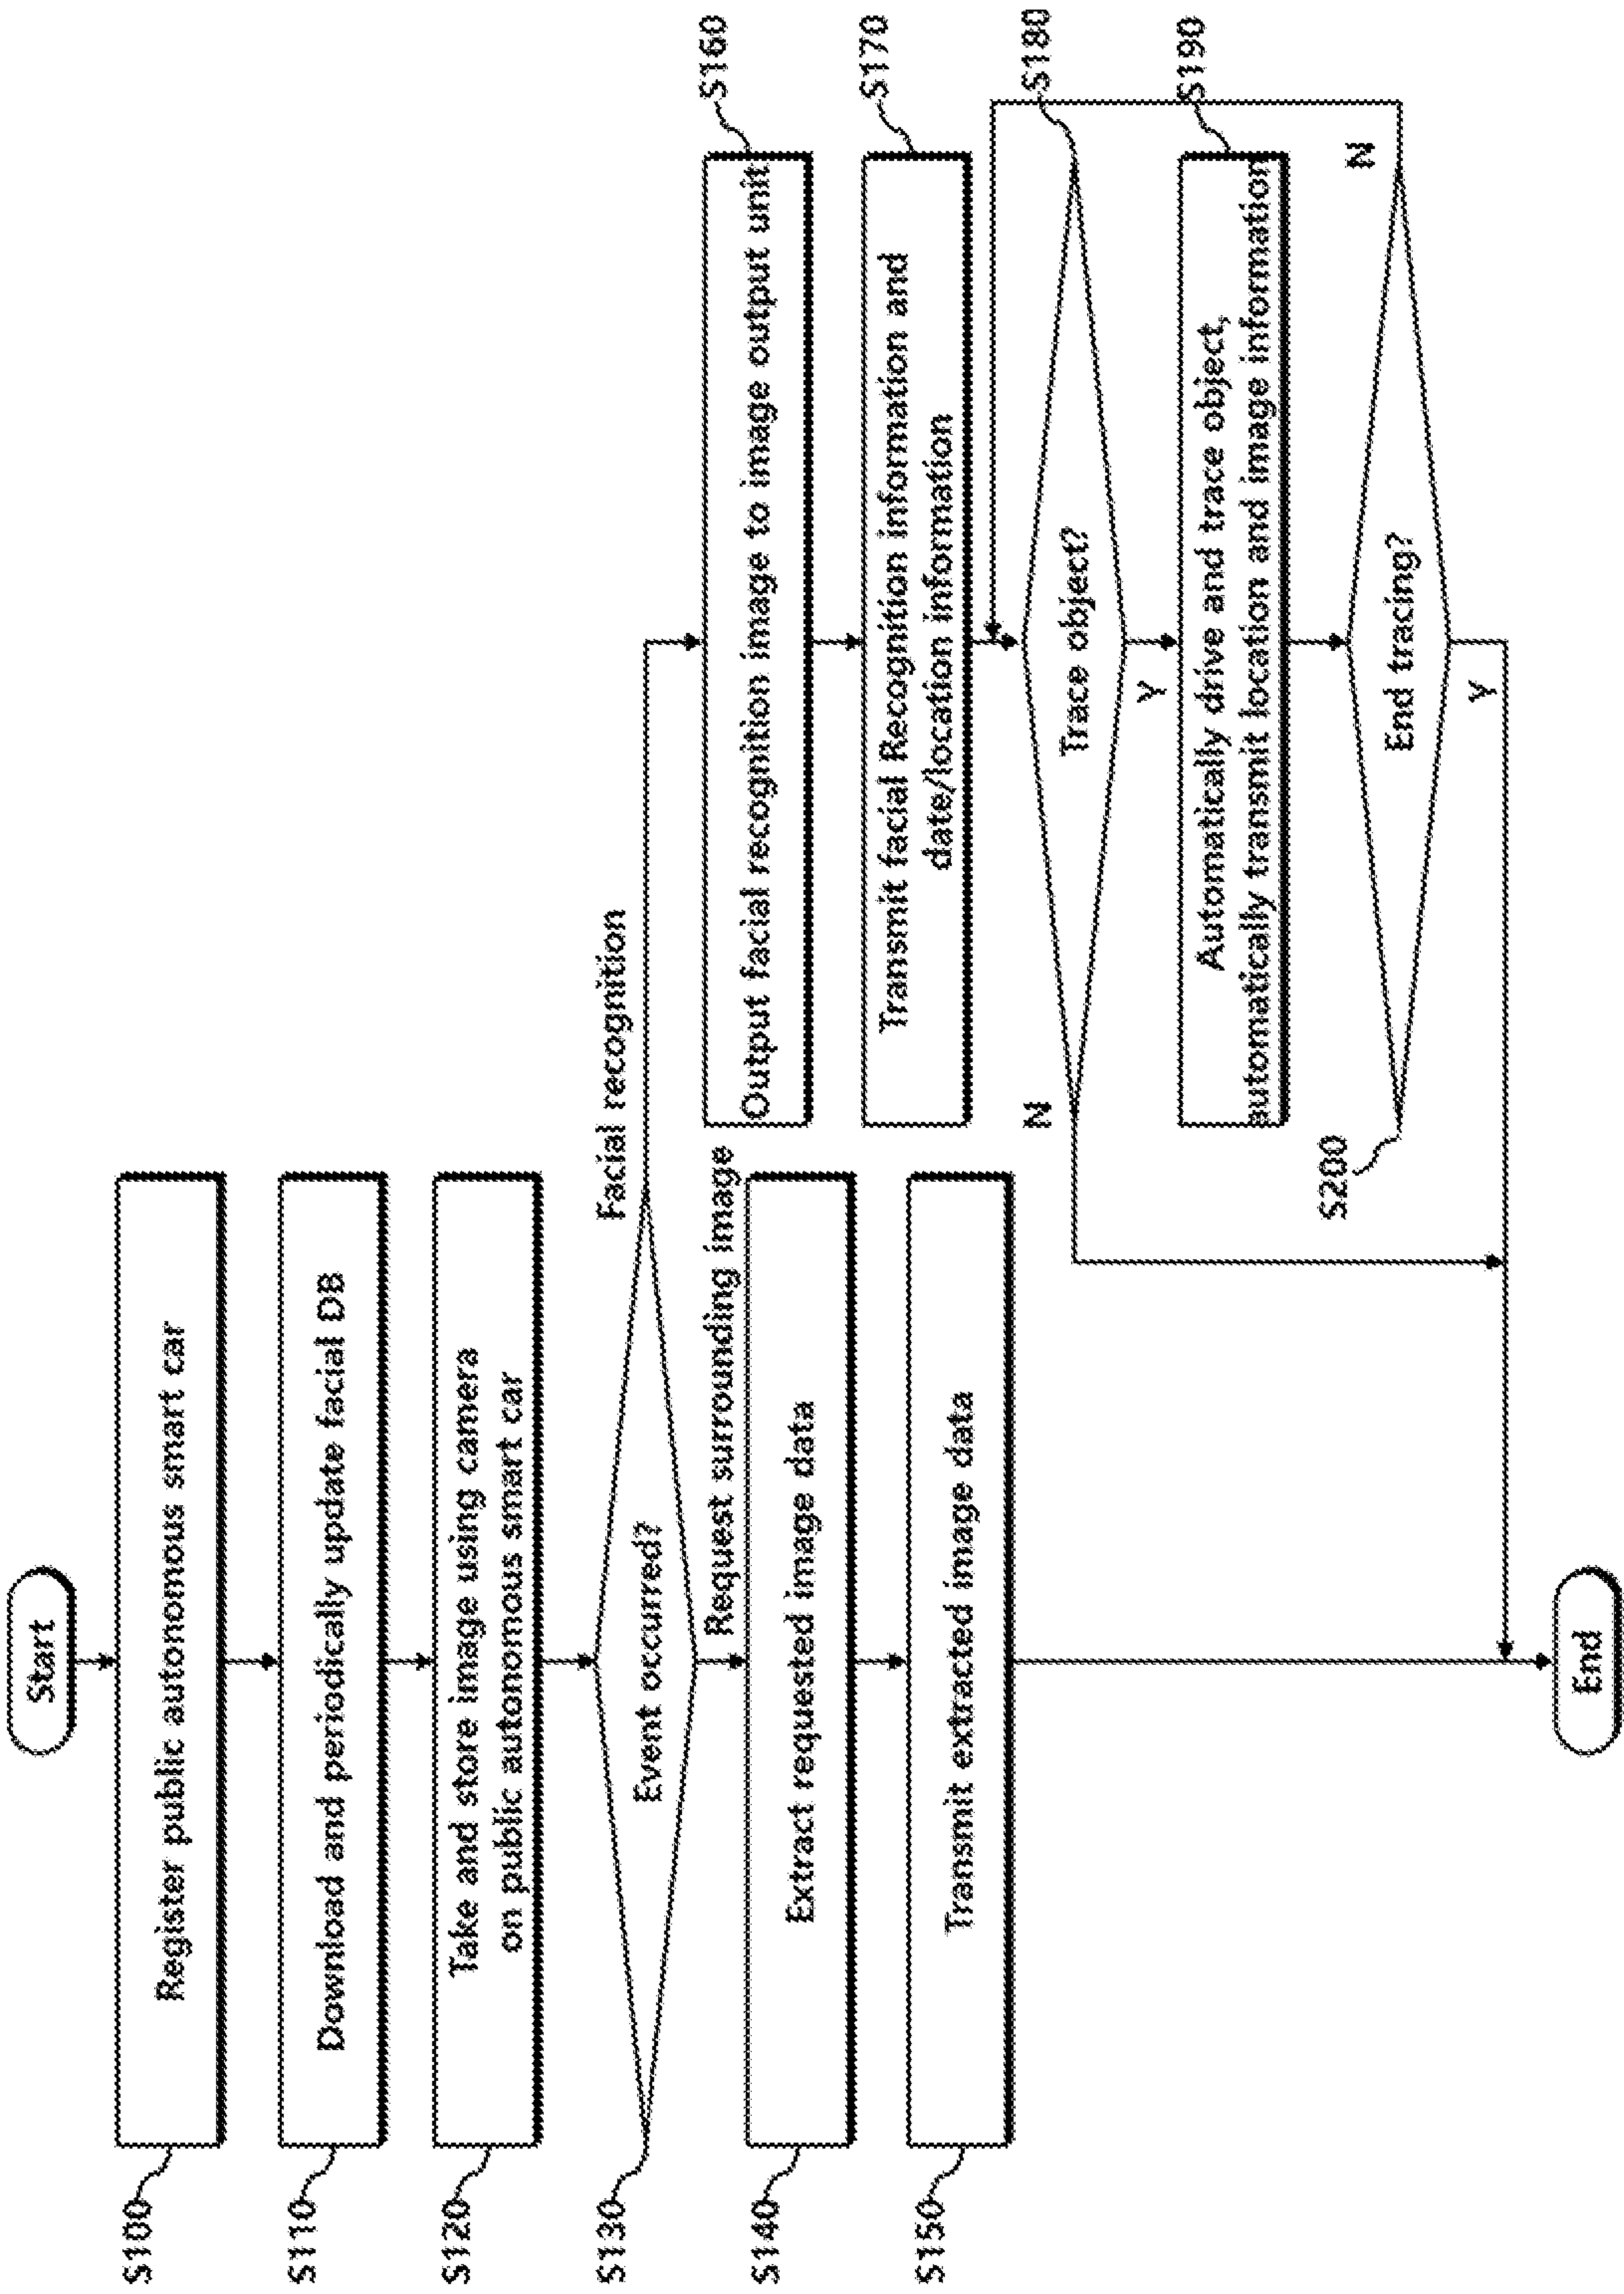 Start
S100
Register public autonomous smart car
S110
Download and periodically update facial DB
S120
Take and store image using camera
on public autonomous smart car
S130
Event occurred?
Facial recognition
Request surrounding image
S140
Extract requested image data
S150
Transmit extracted image data
S160
Output facial recognition image to image output unit
S170
Transmit facial Recognition information and
date/location information
S180
Trace object?
N
Y
S190
Automatically drive and trace object,
automatically transmit location and image information
S200
End tracing?
N
Y
End